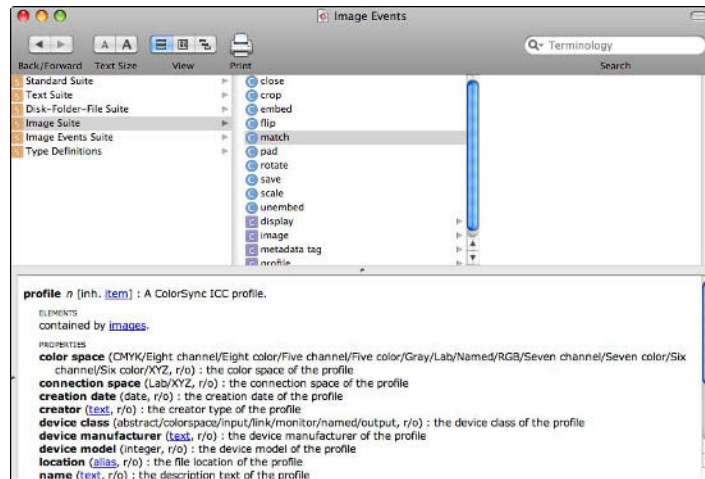 Image Events
Terminology
Back/Forward Text Size View Print Search
Standard Suite
Text Suite
Disk-Folder-File Suite
Image Suite
Image Events Suite
Type Definitions
close
crop
embed
flip
match
pad
rotate
save
scale
unembed
display
image
metadata tag
profile
profile n [inh. item] : A ColorSync ICC profile.
ELEMENTS
contained by images.
PROPERTIES
color space (CMYK/Eight channel/Eight color/Five channel/Five color/Gray/Lab/Named/RGB/Seven channel/Seven color/Six
channel/Six color/XYZ, r/o) : the color space of the profile
connection space (Lab/XYZ, r/o) : the connection space of the profile
creation date (date, r/o) : the creation date of the profile
creator (text, r/o) : the creator type of the profile
device class (abstract/colorspace/input/link/monitor/named/output, r/o) : the device class of the profile
device manufacturer (text, r/o) : the device manufacturer of the profile
device model (integer, r/o) : the device model of the profile
location (alias, r/o) : the file location of the profile
name (text, r/o) : the description text of the profile